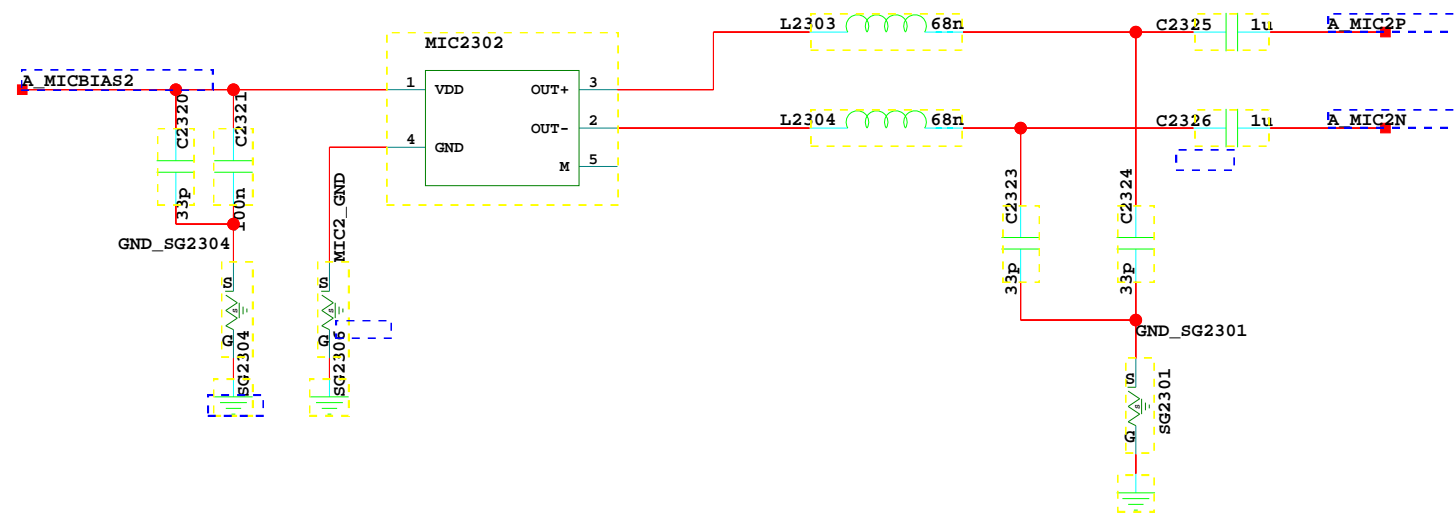 L2303 68n C2325 1u A_MIC2P
MIC2302
A_MICBIAS2
1 VDD OUT+ 3
C2320
C2321
L2304 68n C2326 1u A_MIC2N
OUT- 2
4 GND
M 5
33p
100n
MIC2_GND
C2323
C2324
GND_SG2304
33p
33p
S
S
S
S
G
G
SG2304
SG2306
GND_SG2301
S
S
G
SG2301